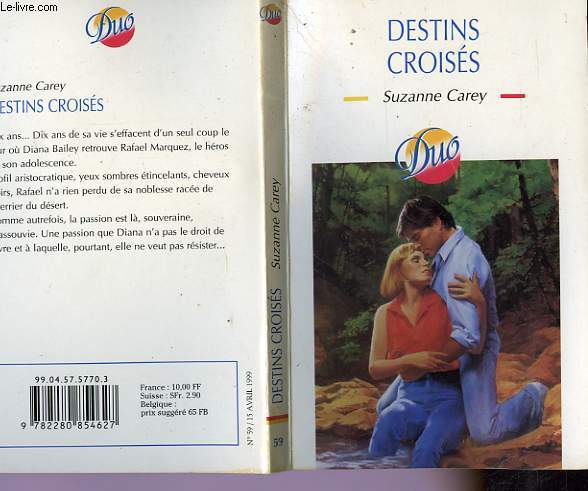 Le-livre.com
Duo
zanne Carey
ESTINS CROISÉS
x ans... Dix ans de sa vie s'effacent d'un seul coup le
ur où Diana Bailey retrouve Rafael Marquez, le héros
son adolescence.
ofil aristocratique, yeux sombres étincelants, cheveux
irs, Rafael n'a rien perdu de sa noblesse racée de
errier du désert.
omme autrefois, la passion est là, souveraine,
assouvie. Une passion que Diana n'a pas le droit de
vre et à laquelle, pourtant, elle ne veut pas résister...
99.04.57.5770.3
9 782280 854627
France : 10,00 FF
Suisse : SFr. 2.90
Belgique :
prix suggéré 65 FB
N° 59 / 15 AVRIL 1999
Duo
Suzanne Carey
DESTINS CROISÉS
59
DESTINS
CROISÉS
Suzanne Carey
Duo